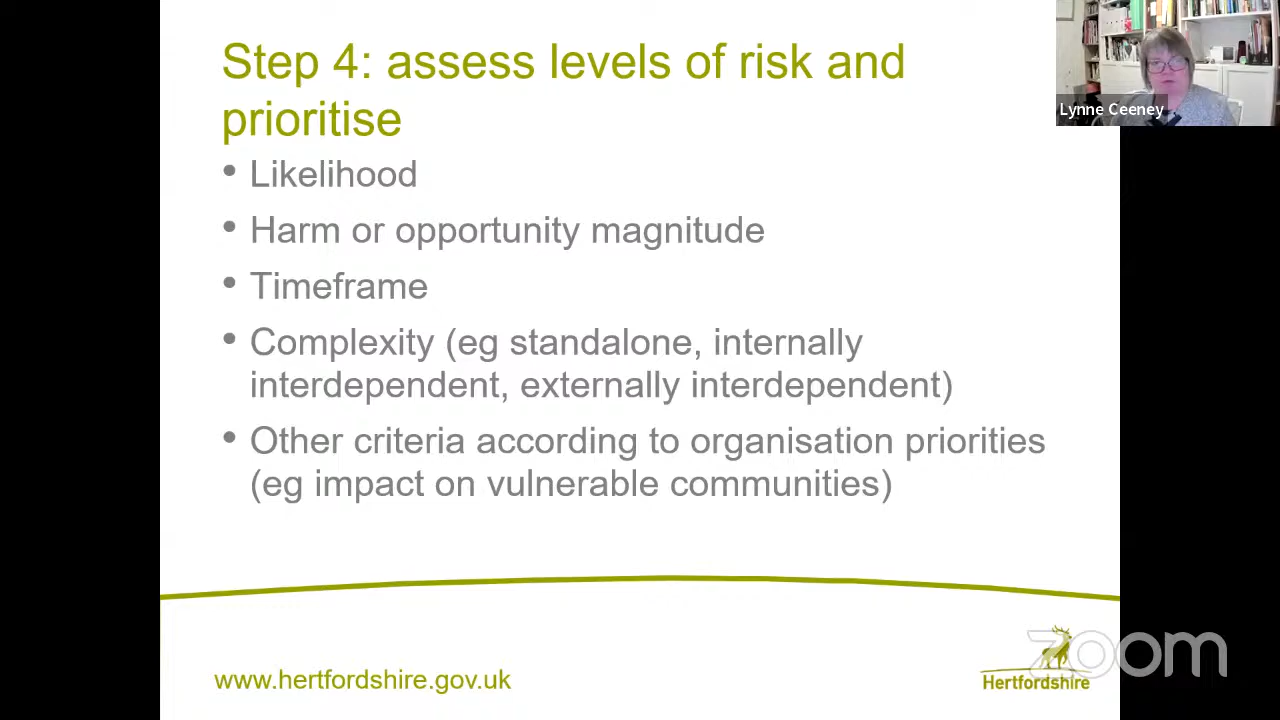 Step 4: assess levels of risk and
prioritise
• Likelihood
• Harm or opportunity magnitude
• Timeframe
• Complexity (eg standalone, internally
interdependent, externally interdependent)
• Other criteria according to organisation priorities
(eg impact on vulnerable communities)
Lynne Ceeney
www.hertfordshire.gov.uk
Hertfordshire
zoom